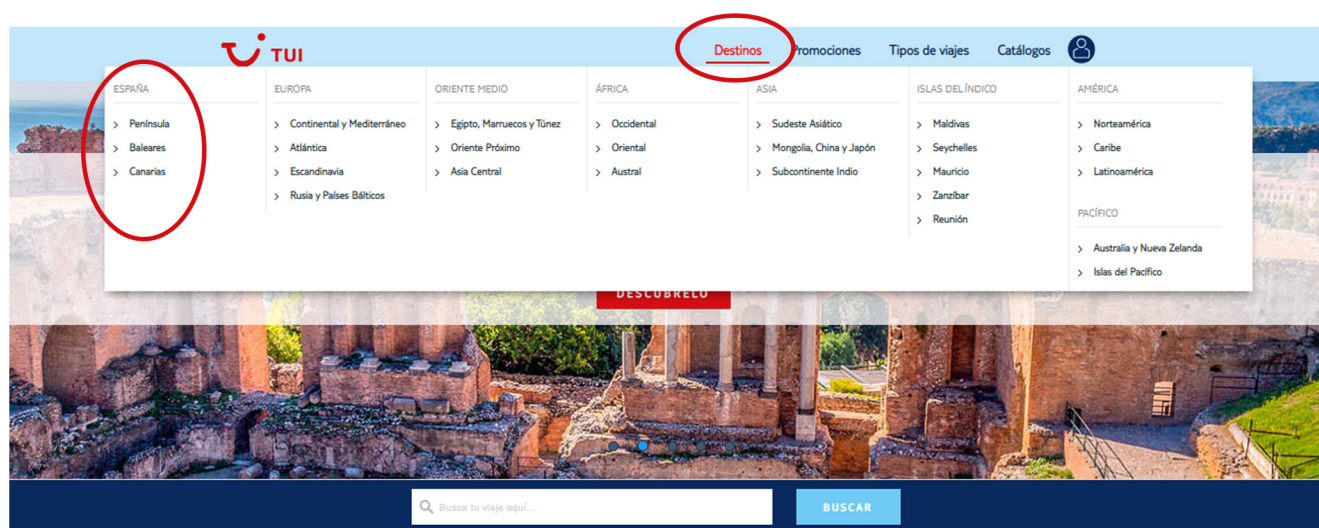 TUI
Destinos
Promociones
Tipos de viajes
Catálogos
ESPAÑA
Península
Baleares
Canarias
EUROPA
Continental y Mediterráneo
Atlántica
Escandinavia
Rusia y Países Bálticos
ORIENTE MEDIO
Egipto, Marruecos y Túnez
Oriente Próximo
Asia Central
ÁFRICA
Occidental
Oriental
Austral
ASIA
Sudeste Asiático
Mongolia, China y Japón
Subcontinente Indio
ISLAS DEL ÍNDICO
Maldivas
Seychelles
Mauricio
Zanzíbar
Reunión
AMÉRICA
Norteamérica
Caribe
Latinoamérica
PACÍFICO
Australia y Nueva Zelanda
Islas del Pacífico
DESCÚBRELO
Busca tu viaje aquí...
BUSCAR